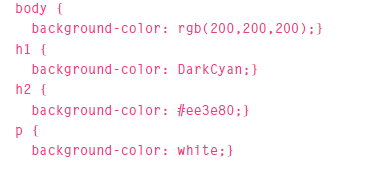 body {
  background-color: rgb(200,200,200);}
h1 {
  background-color: DarkCyan;}
h2 {
  background-color: #ee3e80;}
p {
  background-color: white;}